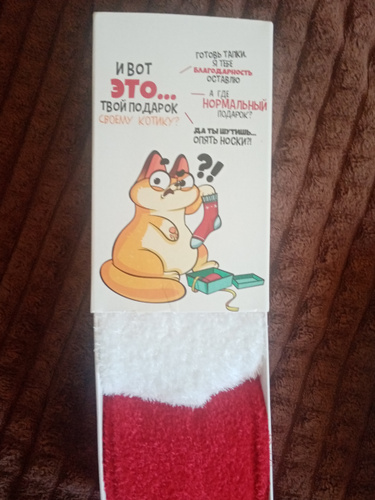 И ВОТ
ЭТО...
ТВОЙ ПОДАРОК
СВОЕМУ КОТИКУ?
ГОТОВЬ ТАПКИ,
Я ТЕБЕ
БЛАГОДАРНОСТЬ
ОСТАВЛЮ
А ГДЕ
НОРМАЛЬНЫЙ
ПОДАРОК?
ДА ТЫ ШУТИШЬ...
ОПЯТЬ НОСКИ?!
?!